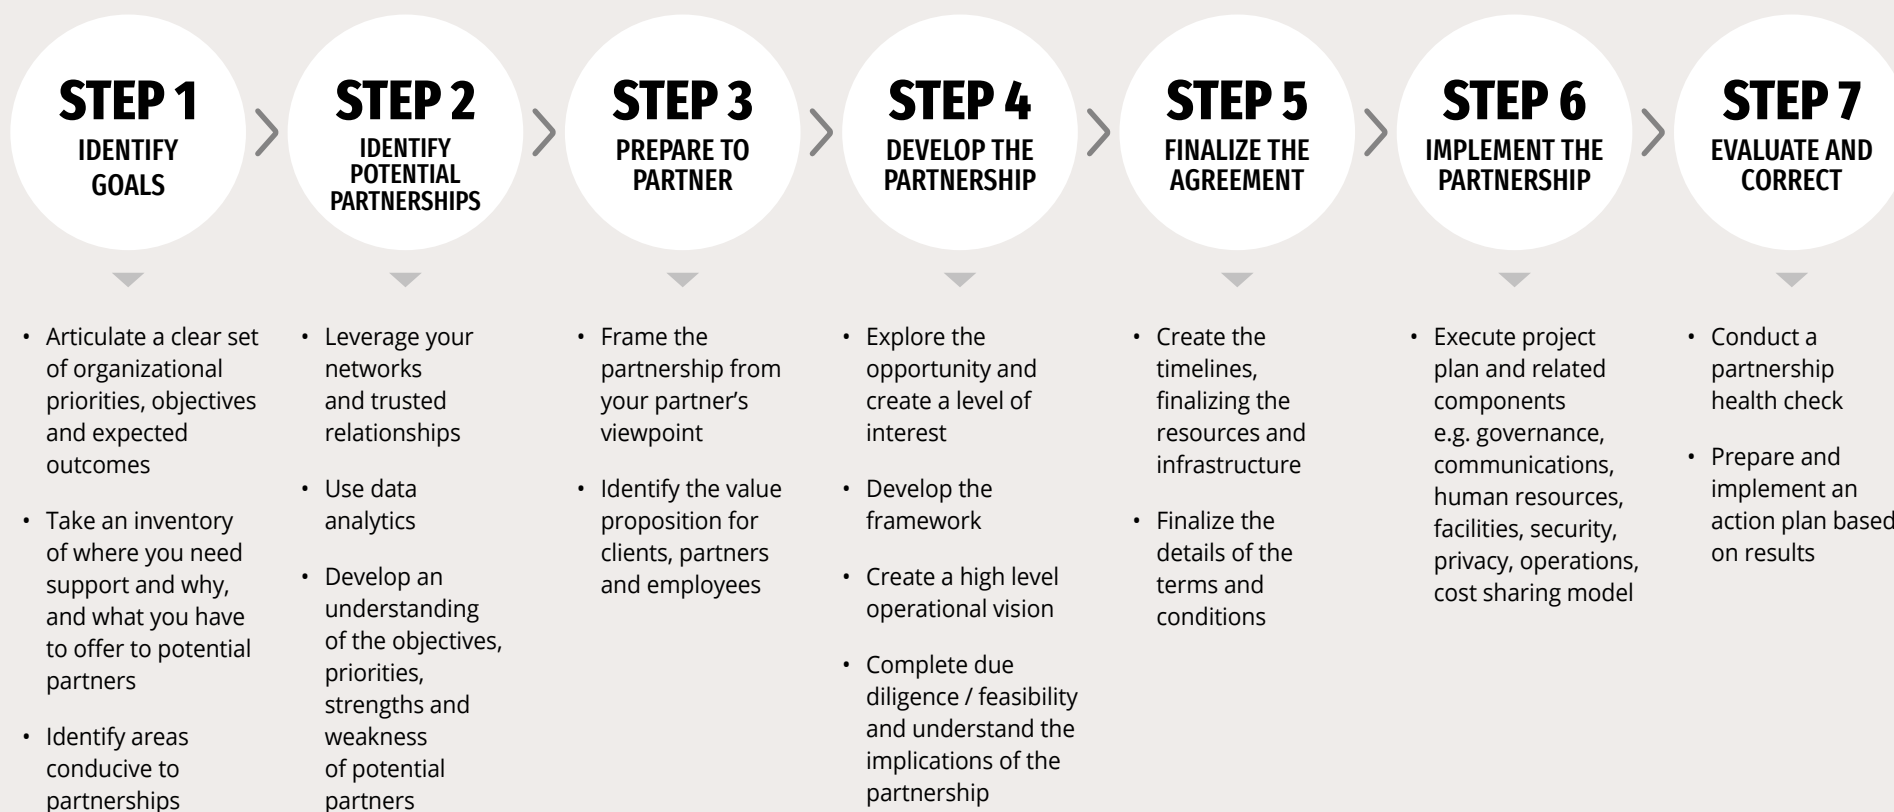 STEP 1
IDENTIFY
GOALS
• Articulate a clear set
of organizational
priorities, objectives
and expected
outcomes
• Take an inventory
of where you need
support and why,
and what you have
to offer to potential
partners
• Identify areas
conducive to
partnerships
STEP 2
IDENTIFY
POTENTIAL
PARTNERSHIPS
• Leverage your
networks
and trusted
relationships
• Use data
analytics
• Develop an
understanding
of the objectives,
priorities,
strengths and
weakness
of potential
partners
STEP 3
PREPARE TO
PARTNER
• Frame the
partnership from
your partner’s
viewpoint
• Identify the value
proposition for
clients, partners
and employees
STEP 4
DEVELOP THE
PARTNERSHIP
• Explore the
opportunity and
create a level of
interest
• Develop the
framework
• Create a high level
operational vision
• Complete due
diligence / feasibility
and understand the
implications of the
partnership
STEP 5
FINALIZE THE
AGREEMENT
• Create the
timelines,
finalizing the
resources and
infrastructure
• Finalize the
details of the
terms and
conditions
STEP 6
IMPLEMENT THE
PARTNERSHIP
• Execute project
plan and related
components
e.g. governance,
communications,
human resources,
facilities, security,
privacy, operations,
cost sharing model
STEP 7
EVALUATE AND
CORRECT
• Conduct a
partnership
health check
• Prepare and
implement an
action plan based
on results